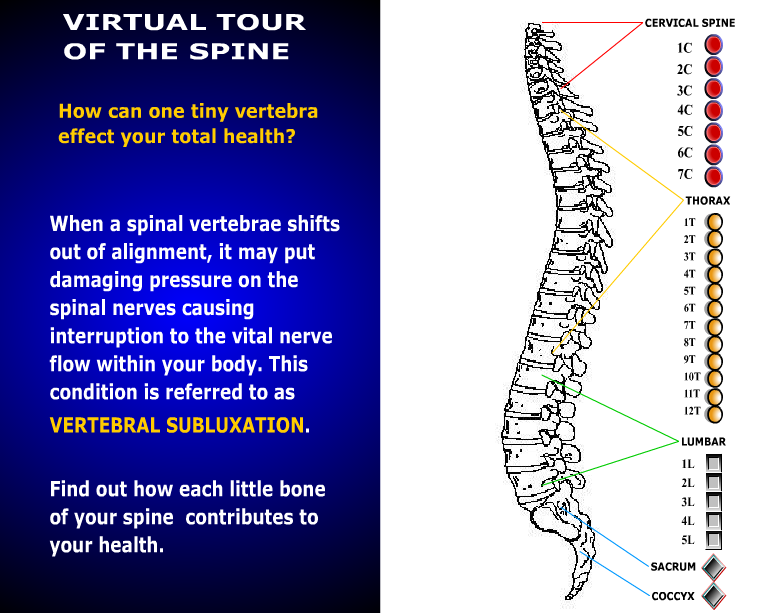 VIRTUAL TOUR
OF THE SPINE
How can one tiny vertebra
effect your total health?
When a spinal vertebrae shifts
out of alignment, it may put
damaging pressure on the
spinal nerves causing
interruption to the vital nerve
flow within your body. This
condition is referred to as
VERTEBRAL SUBLUXATION.
Find out how each little bone
of your spine contributes to
your health.
CERVICAL SPINE
1C
2C
3C
4C
5C
6C
7C
THORAX
1T
2T
3T
4T
5T
6T
7T
8T
9T
10T
11T
12T
LUMBAR
1L
2L
3L
4L
5L
SACRUM
COCCYX